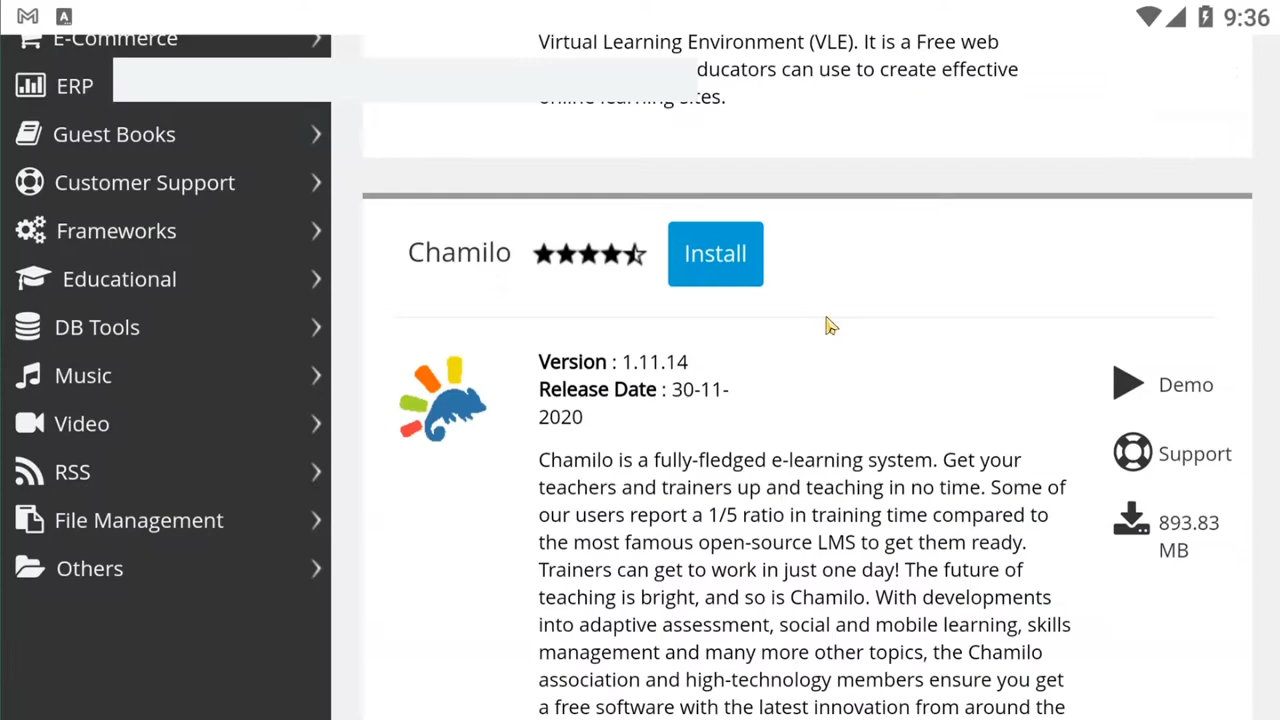 9:36
E-Commerce
ERP
Guest Books
Customer Support
Frameworks
Educational
DB Tools
Music
Video
RSS
File Management
Others
Virtual Learning Environment (VLE). It is a Free web
ducators can use to create effective
online learning sites.
Chamilo
Install
Version : 1.11.14
Release Date : 30-11-
2020
Chamilo is a fully-fledged e-learning system. Get your
teachers and trainers up and teaching in no time. Some of
our users report a 1/5 ratio in training time compared to
the most famous open-source LMS to get them ready.
Trainers can get to work in just one day! The future of
teaching is bright, and so is Chamilo. With developments
into adaptive assessment, social and mobile learning, skills
management and many more other topics, the Chamilo
association and high-technology members ensure you get
a free software with the latest innovation from around the
Demo
Support
893.83
MB